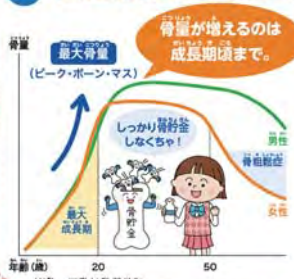 骨量が増えるのは
成長期頃まで。
骨量
最大骨量
(ピーク・ボーン・マス)
しっかり骨貯金
しなくちゃ！
男性
骨粗鬆症
女性
最大
成長期
骨貯金
年齢(歳)
20
50